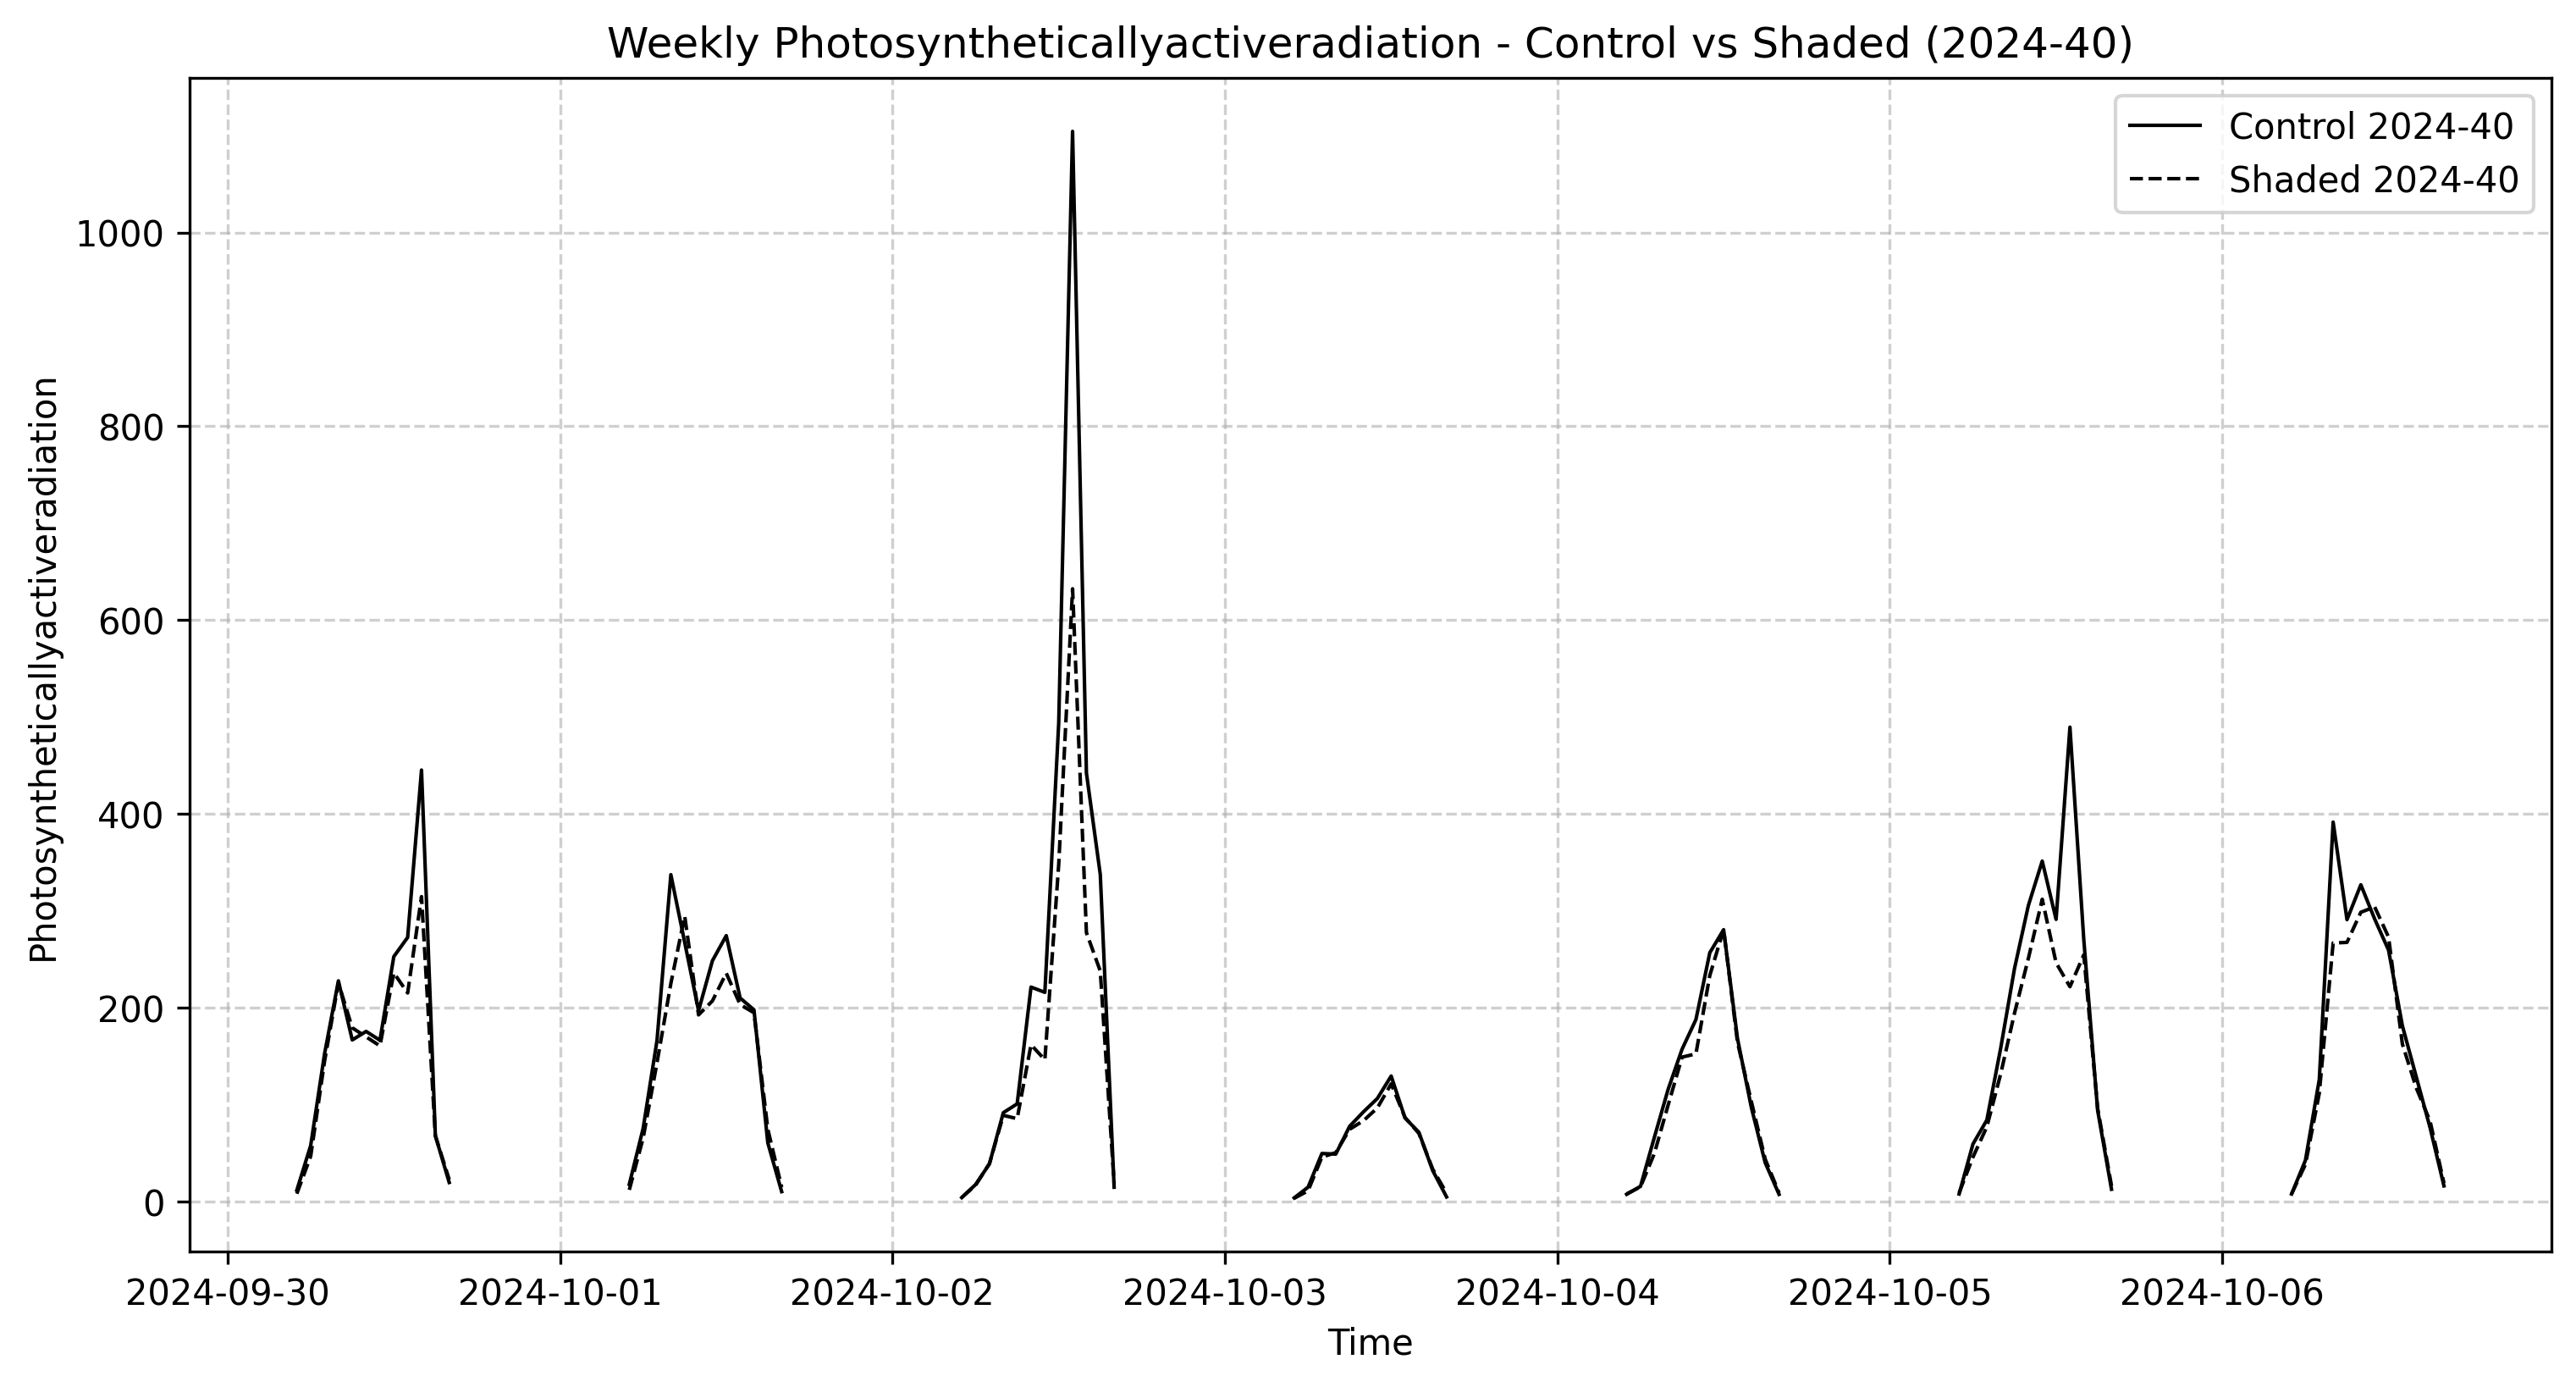 Weekly Photosyntheticallyactiveradiation - Control vs Shaded (2024-40)
Control 2024-40
Shaded 2024-40
Photosyntheticallyactiveradiation
1000
800
600
400
200
0
2024-09-30 2024-10-01 2024-10-02 2024-10-03 2024-10-04 2024-10-05 2024-10-06
Time